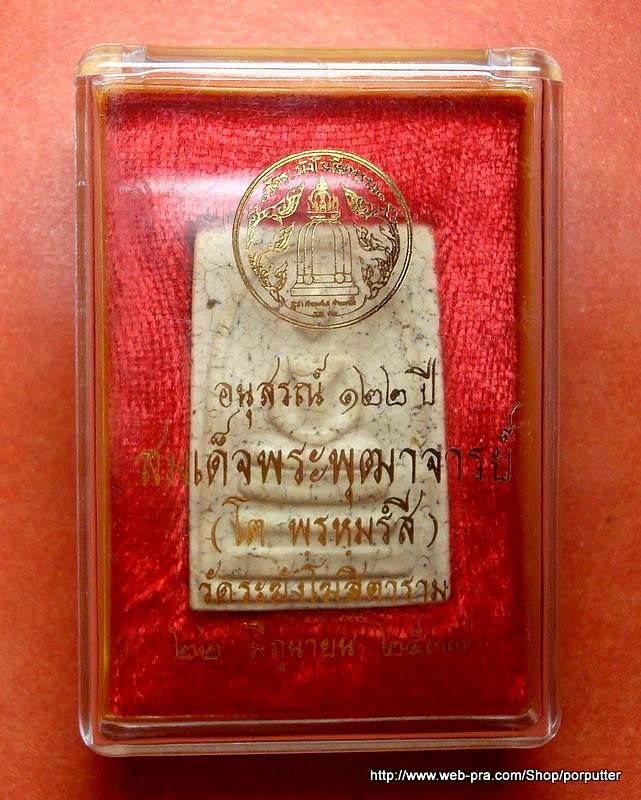 อนุสรณ์ ๑๒๒ ปี
สมเด็จพระพุฒาจารย์
(โต พฺรหฺมรํสี)
วัดระฆังโฆสิตาราม
๒๒ มิถุนายน ๒๕๓๗
http://www.web-pra.com/Shop/porputter